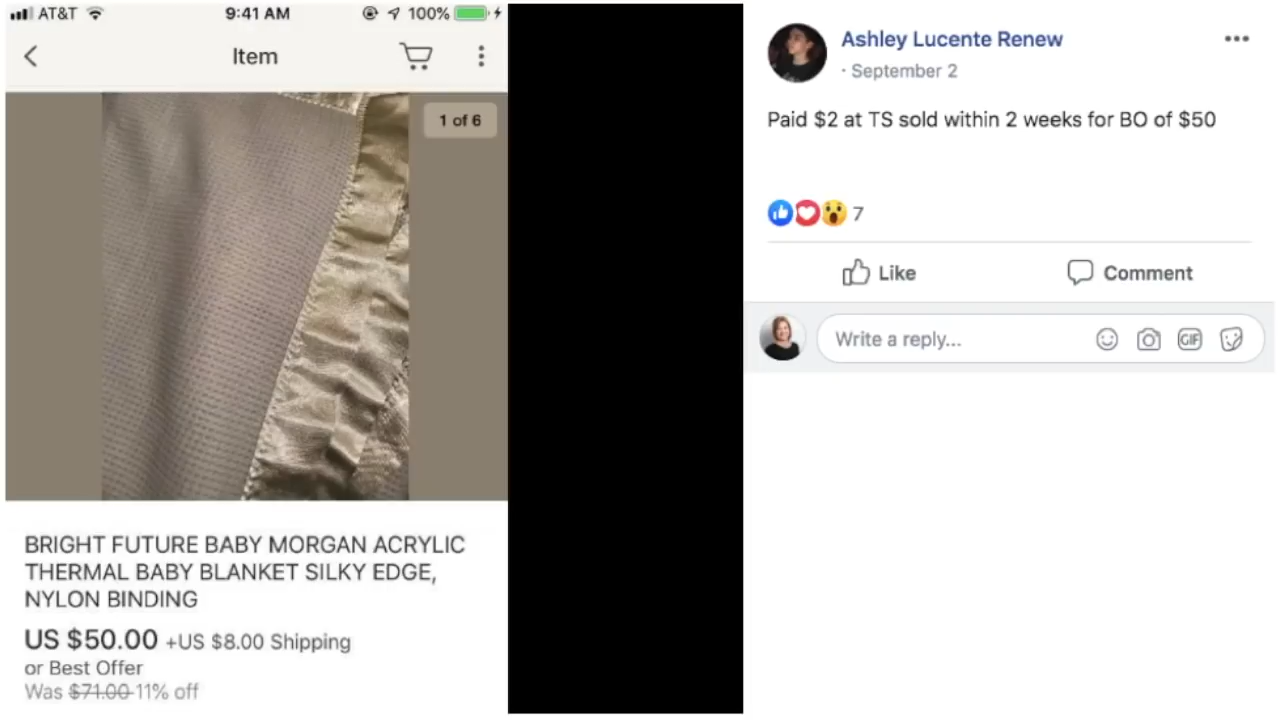 AT&T 9:41 AM 100%
Item
1 of 6
BRIGHT FUTURE BABY MORGAN ACRYLIC
THERMAL BABY BLANKET SILKY EDGE,
NYLON BINDING
US $50.00 +US $8.00 Shipping
or Best Offer
Was $71.00 11% off
Ashley Lucente Renew
· September 2
Paid $2 at TS sold within 2 weeks for BO of $50
7
Like Comment
Write a reply... GIF